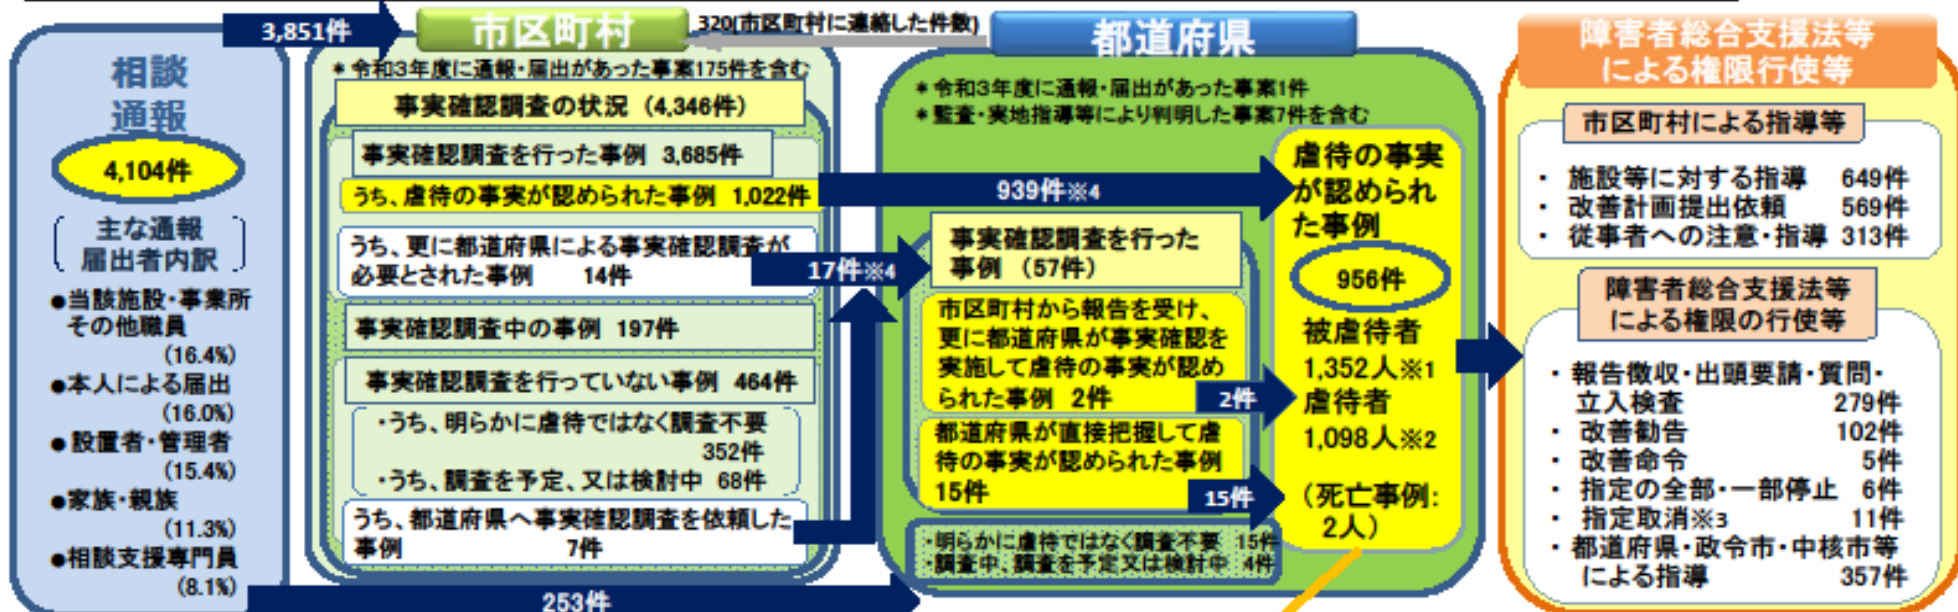 相談
通報
4,104件
主な通報
届出者内訳
●当該施設・事業所
その他職員
(16.4%)
●本人による届出
(16.0%)
●設置者・管理者
(15.4%)
●家族・親族
(11.3%)
●相談支援専門員
(8.1%)
3,851件
253件
市区町村
320(市区町村に連絡した件数)
*令和3年度に通報・届出があった事案175件を含む
事実確認調査の状況 (4,346件)
事実確認調査を行った事例 3,685件
うち、虐待の事実が認められた事例 1,022件
うち、更に都道府県による事実確認調査が
必要とされた事例 14件
事実確認調査中の事例 197件
事実確認調査を行っていない事例 464件
・うち、明らかに虐待ではなく調査不要
352件
・うち、調査を予定、又は検討中 68件
うち、都道府県へ事実確認調査を依頼した
事例 7件
939件※4
17件※4
都道府県
*令和3年度に通報・届出があった事案1件
*監査・実地指導等により判明した事案7件を含む
事実確認調査を行った
事例 (57件)
市区町村から報告を受け、
更に都道府県が事実確認を
実施して虐待の事実が認め
られた事例 2件
2件
都道府県が直接把握して虐
待の事実が認められた事例
15件
15件
・明らかに虐待ではなく調査不要 15件
・調査中、調査を予定又は検討中 4件
虐待の事実
が認められ
た事例
956件
被虐待者
1,352人※1
虐待者
1,098人※2
(死亡事例:
2人)
障害者総合支援法等
による権限行使等
市区町村による指導等
・ 施設等に対する指導 649件
・ 改善計画提出依頼 569件
・ 従事者への注意・指導 313件
障害者総合支援法等
による権限の行使等
・報告徴収・出頭要請・質問・
立入検査 279件
・ 改善勧告 102件
・ 改善命令 5件
・ 指定の全部・一部停止 6件
・ 指定取消※3 11件
・ 都道府県・政令市・中核市等
による指導 357件